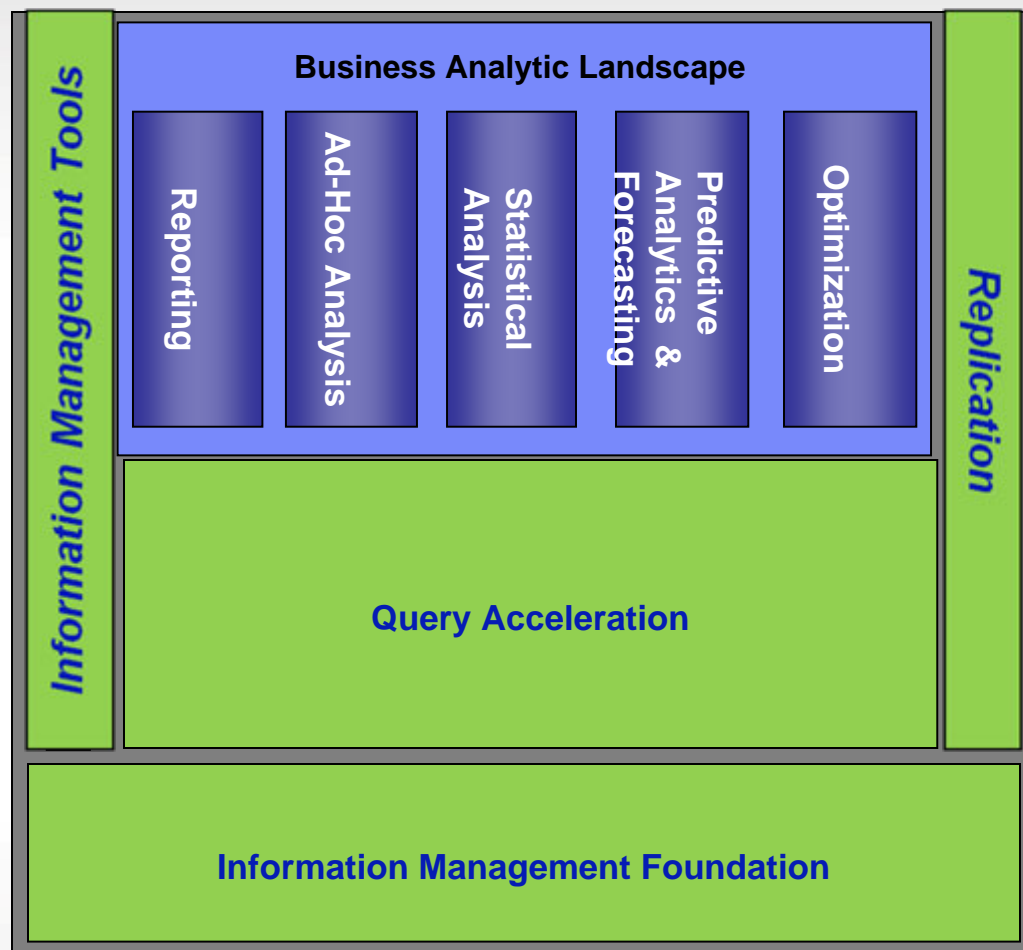 Information Management Tools
Business Analytic Landscape
Reporting
Ad-Hoc Analysis
Statistical
Analysis
Predictive
Analytics &
Forecasting
Optimization
Replication
Query Acceleration
Information Management Foundation